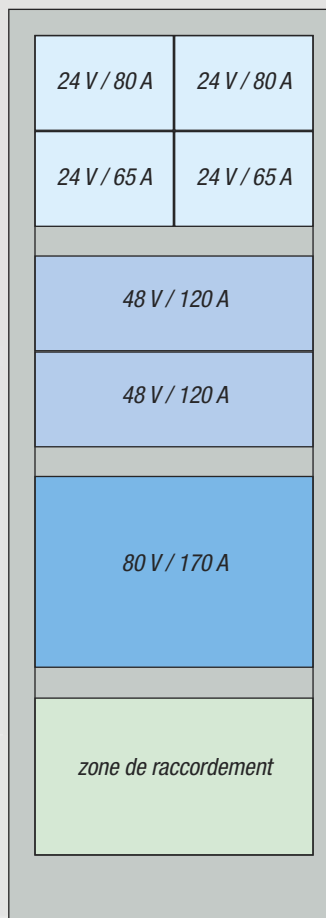 24 V / 80 A 24 V / 80 A
24 V / 65 A 24 V / 65 A
48 V / 120 A
48 V / 120 A
80 V / 170 A
zone de raccordement